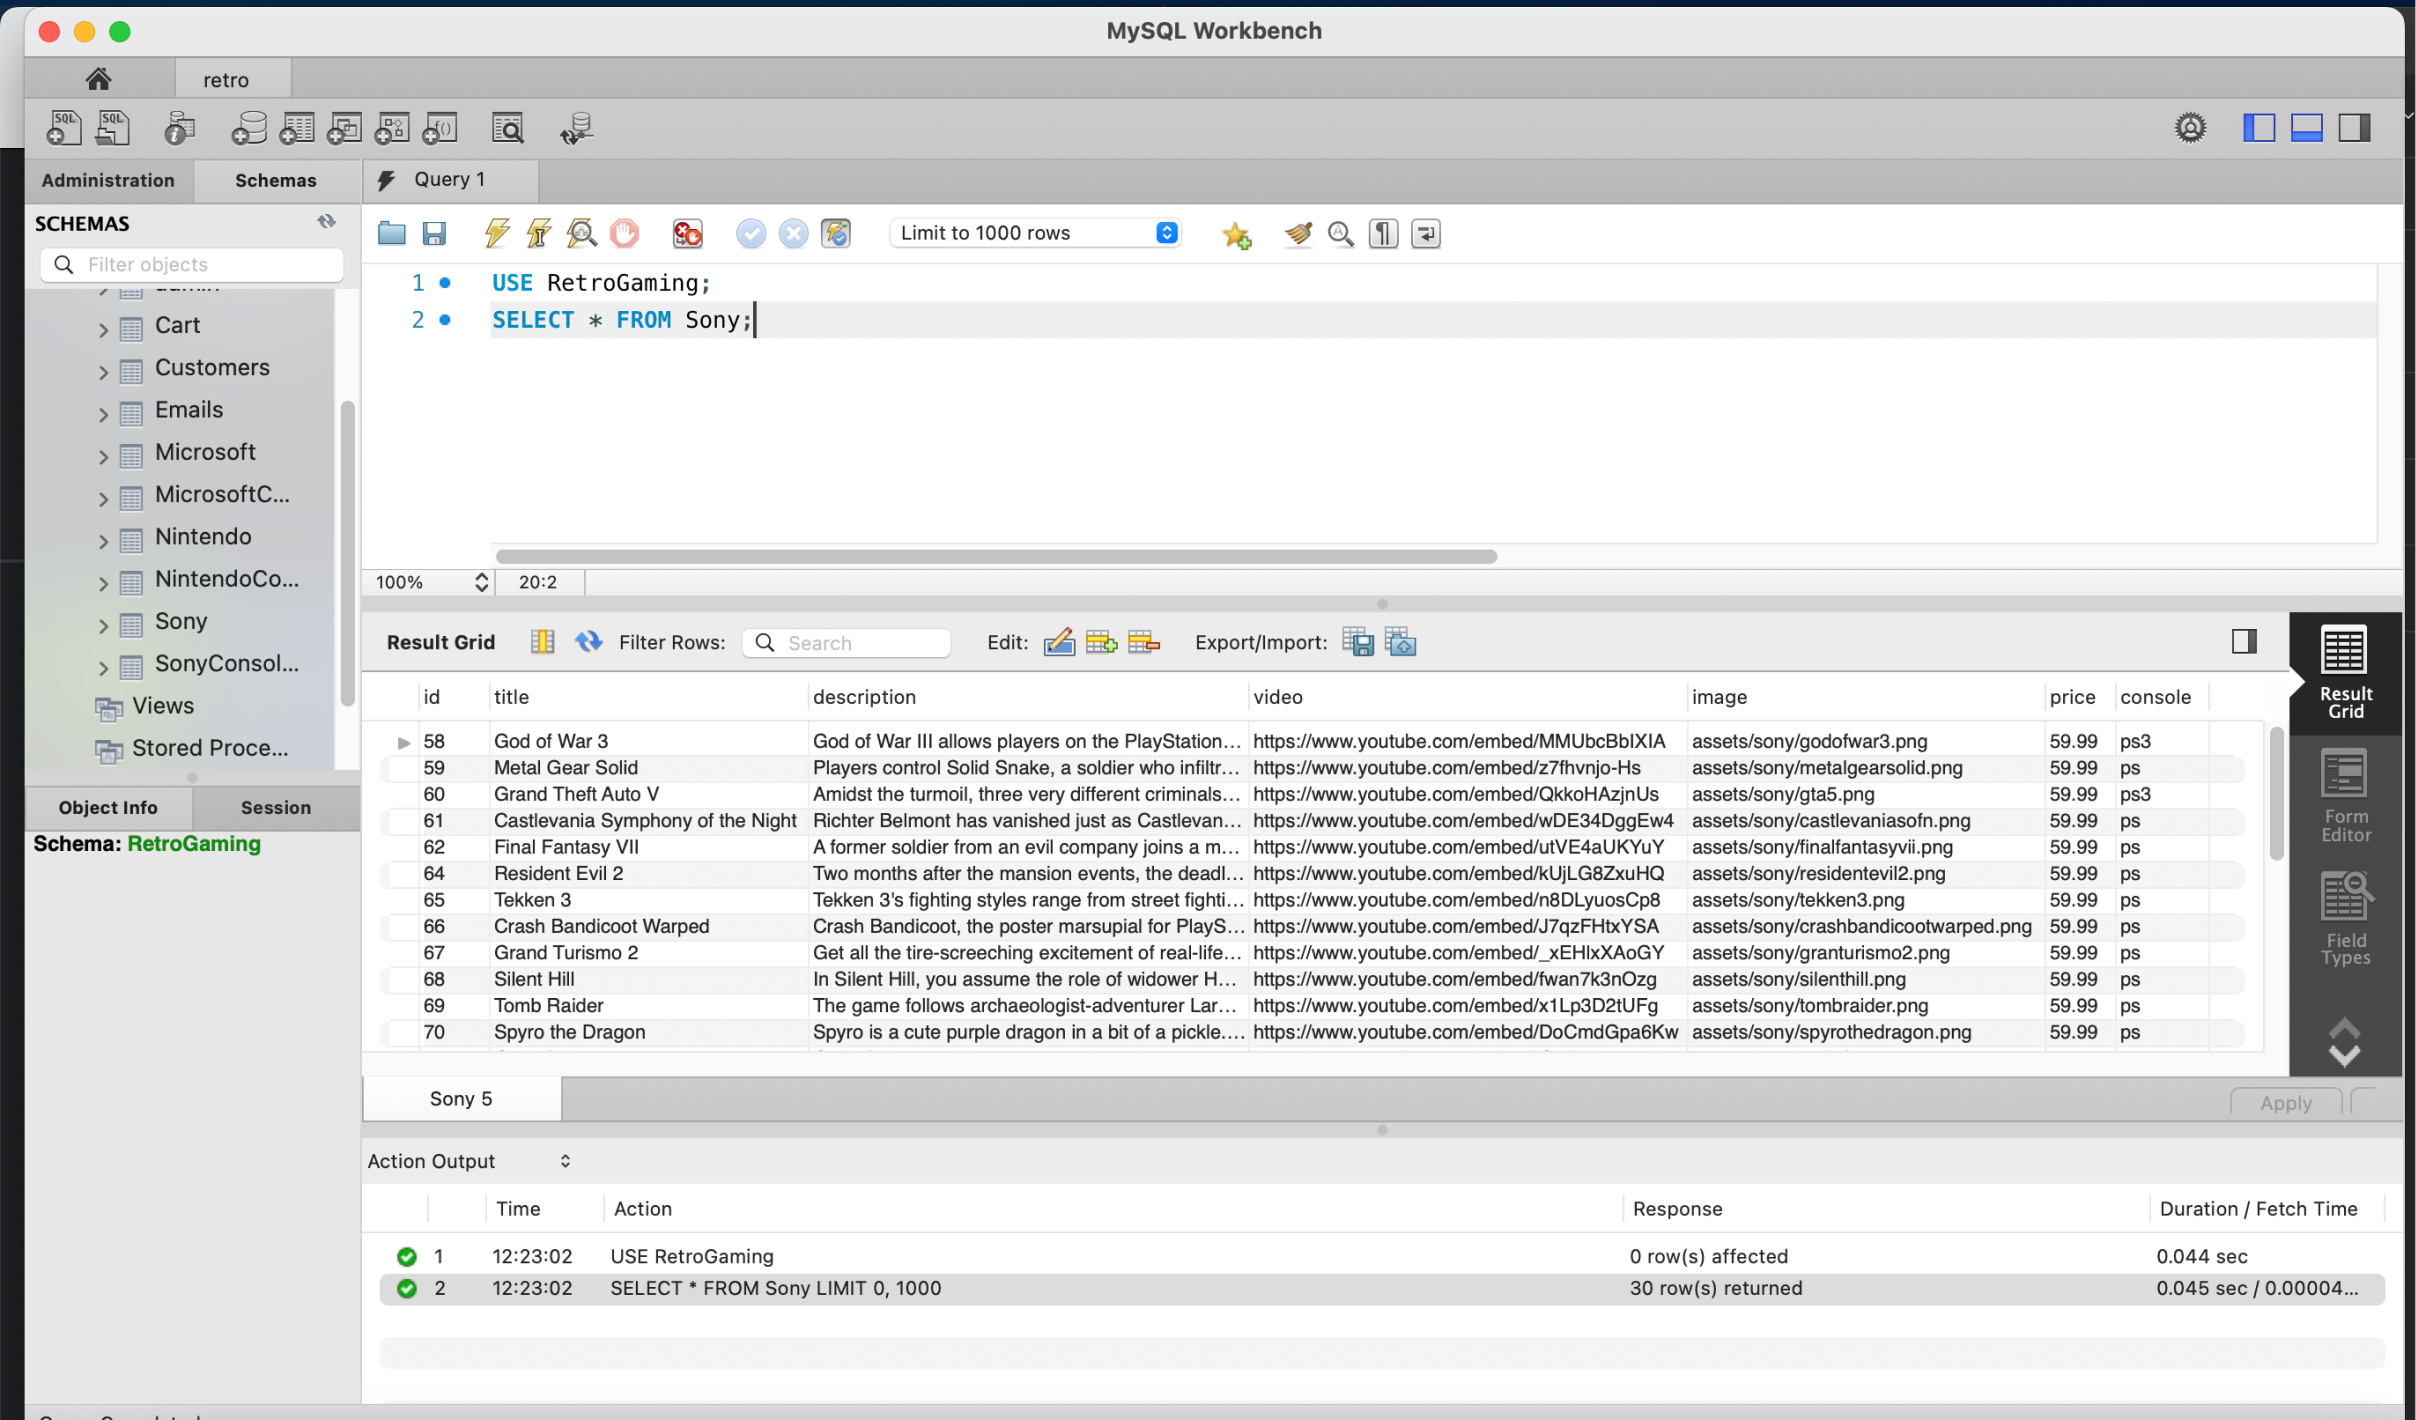 MySQL Workbench
retro
Administration
Schemas
Query 1
SCHEMAS
Filter objects
Limit to 1000 rows
1 USE RetroGaming;
2 SELECT * FROM Sony;
Cart
Customers
Emails
Microsoft
MicrosoftC...
Nintendo
NintendoCo...
Sony
SonyConsol...
Views
Stored Proce...
100% 20:2
Object Info
Session
Schema: RetroGaming
Result Grid Filter Rows: Search Edit: Export/Import:
Result
Grid
Form
Editor
Field
Types
id title description video image price console
58 God of War 3 God of War III allows players on the PlayStation... https://www.youtube.com/embed/MMUbcBbIXIA assets/sony/godofwar3.png 59.99 ps3
59 Metal Gear Solid Players control Solid Snake, a soldier who infiltr... https://www.youtube.com/embed/z7fhvnjo-Hs assets/sony/metalgearsolid.png 59.99 ps
60 Grand Theft Auto V Amidst the turmoil, three very different criminals... https://www.youtube.com/embed/QkkoHAzjnUs assets/sony/gta5.png 59.99 ps3
61 Castlevania Symphony of the Night Richter Belmont has vanished just as Castlevan... https://www.youtube.com/embed/wDE34DggEw4 assets/sony/castlevaniasofn.png 59.99 ps
62 Final Fantasy VII A former soldier from an evil company joins a m... https://www.youtube.com/embed/utVE4aUKYuY assets/sony/finalfantasyvii.png 59.99 ps
64 Resident Evil 2 Two months after the mansion events, the deadl... https://www.youtube.com/embed/kUjLG8ZxuHQ assets/sony/residentevil2.png 59.99 ps
65 Tekken 3 Tekken 3's fighting styles range from street fighti... https://www.youtube.com/embed/n8DLyuosCp8 assets/sony/tekken3.png 59.99 ps
66 Crash Bandicoot Warped Crash Bandicoot, the poster marsupial for PlayS... https://www.youtube.com/embed/J7qzFHtxYSA assets/sony/crashbandicootwarped.png 59.99 ps
67 Grand Turismo 2 Get all the tire-screeching excitement of real-life... https://www.youtube.com/embed/_xEHlxXAoGY assets/sony/granturismo2.png 59.99 ps
68 Silent Hill In Silent Hill, you assume the role of widower H... https://www.youtube.com/embed/fwan7k3nOzg assets/sony/silenthill.png 59.99 ps
69 Tomb Raider The game follows archaeologist-adventurer Lar... https://www.youtube.com/embed/x1Lp3D2tUFg assets/sony/tombraider.png 59.99 ps
70 Spyro the Dragon Spyro is a cute purple dragon in a bit of a pickle.... https://www.youtube.com/embed/DoCmdGpa6Kw assets/sony/spyrothedragon.png 59.99 ps
Sony 5
Apply
Action Output
Time Action Response Duration / Fetch Time
1 12:23:02 USE RetroGaming 0 row(s) affected 0.044 sec
2 12:23:02 SELECT * FROM Sony LIMIT 0, 1000 30 row(s) returned 0.045 sec / 0.00004...